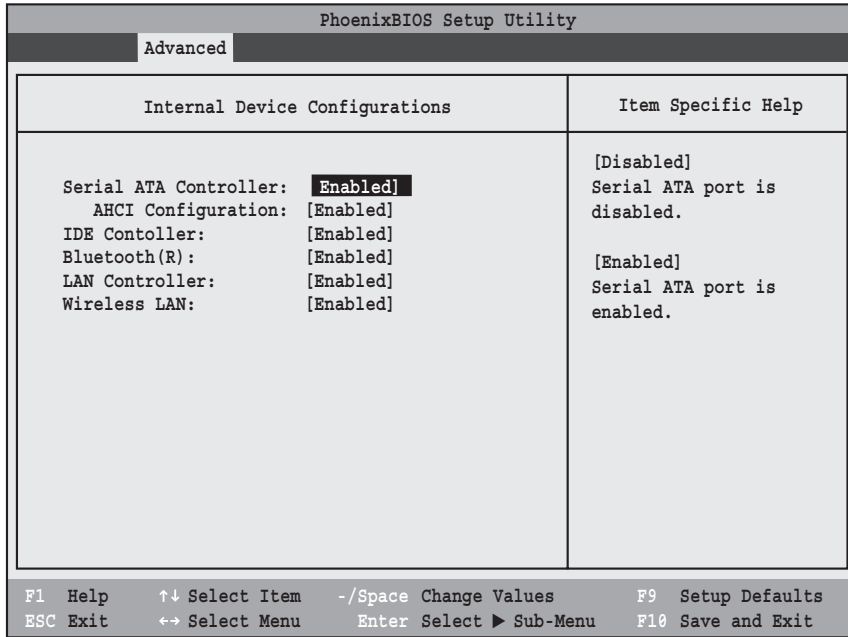 PhoenixBIOS Setup Utility
Advanced
Internal Device Configurations
Item Specific Help
Serial ATA Controller: Enabled]
AHCI Configuration: [Enabled]
IDE Contoller: [Enabled]
Bluetooth(R): [Enabled]
LAN Controller: [Enabled]
Wireless LAN: [Enabled]
[Disabled]
Serial ATA port is
disabled.
[Enabled]
Serial ATA port is
enabled.
F1 Help ↑↓ Select Item -/Space Change Values F9 Setup Defaults
ESC Exit ←→ Select Menu Enter Select ▶ Sub-Menu F10 Save and Exit